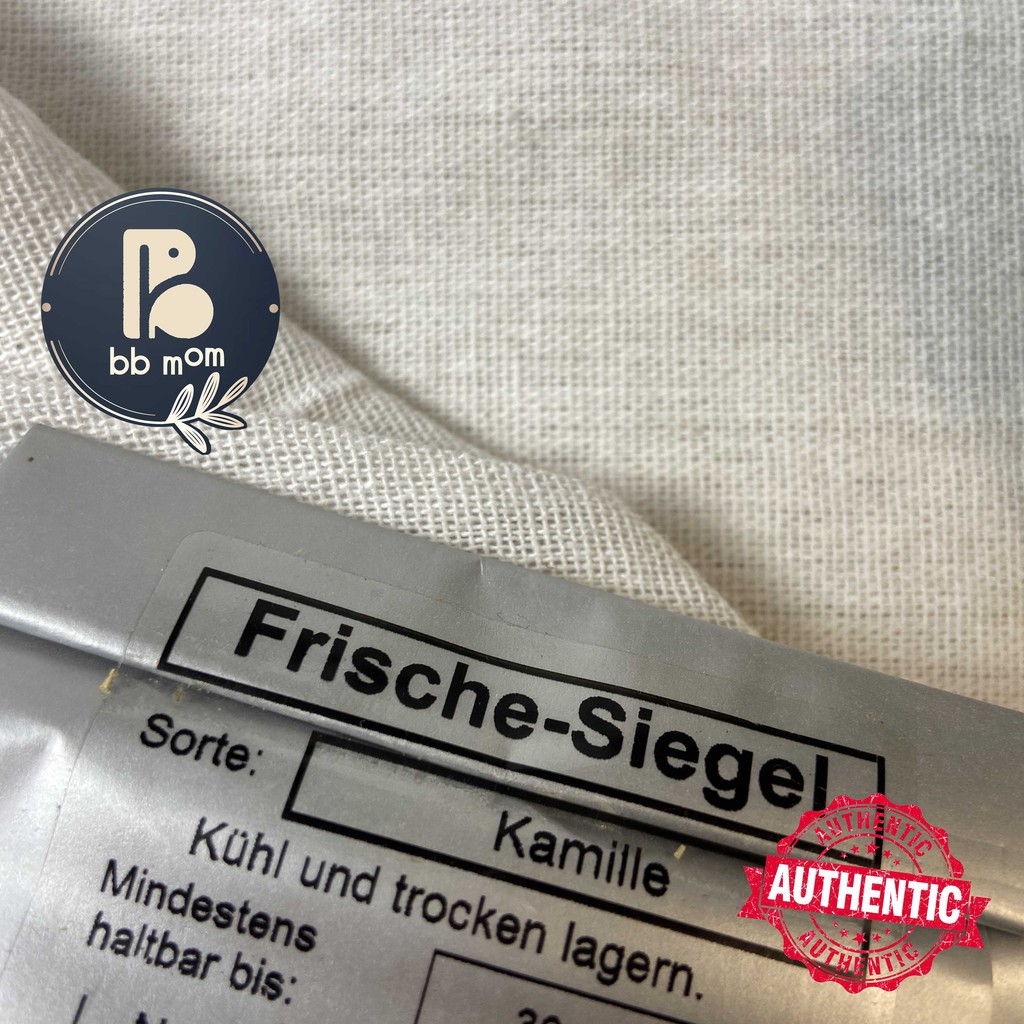 bb mom
Frische-Siegel
Sorte:
Kamille
Kühl und trocken lagern.
Mindestens
haltbar bis:
AUTHENTIC
AUTHENTIC
AUTHENTIC